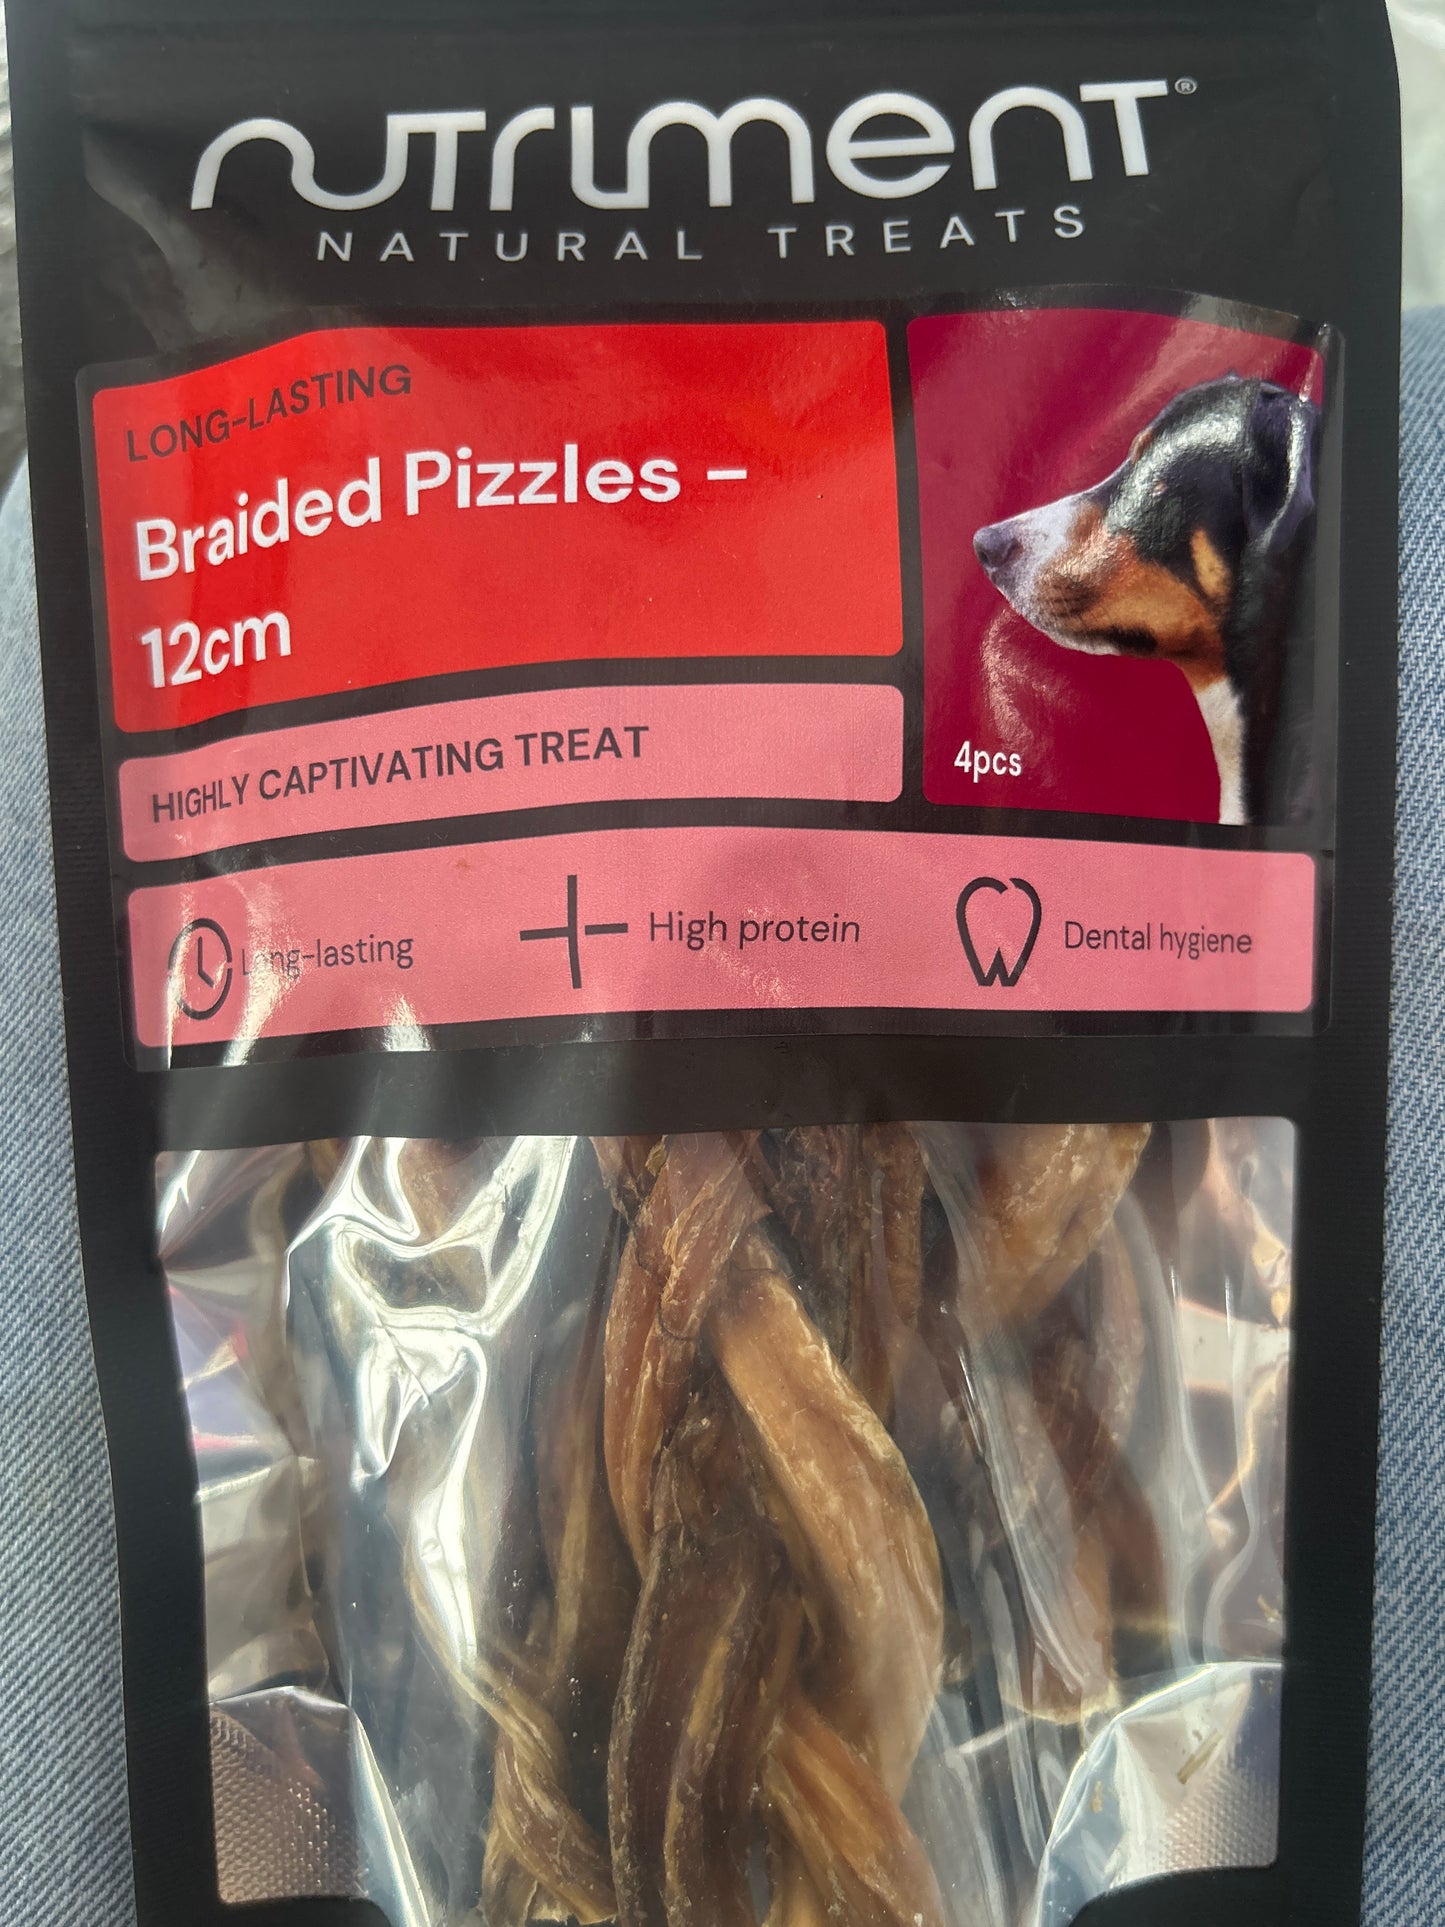 nutriment®
NATURAL TREATS
LONG-LASTING
Braided Pizzles –
12cm
HIGHLY CAPTIVATING TREAT
4pcs
Long-lasting
High protein
Dental hygiene